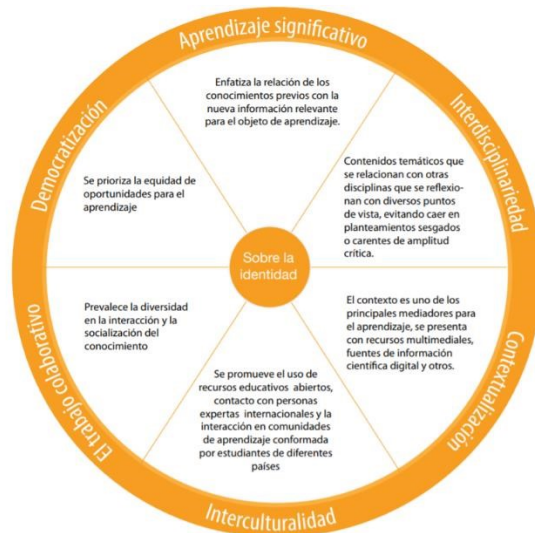 Aprendizaje significativo
Enfatiza la relación de los
conocimientos previos con la
nueva información relevante
para el objeto de aprendizaje.
Interdisciplinariedad
Contenidos temáticos que
se relacionan con otras
disciplinas que se reflexio-
nan con diversos puntos
de vista, evitando caer en
planteamientos sesgados
o carentes de amplitud
crítica.
Contextualización
El contexto es uno de los
principales mediadores para
el aprendizaje, se presenta
con recursos multimediales,
fuentes de información
científica digital y otros.
Interculturalidad
Se promueve el uso de
recursos educativos abiertos,
contacto con personas
expertas internacionales y la
interacción en comunidades
de aprendizaje conformada
por estudiantes de diferentes
países
El trabajo colaborativo
Prevalece la diversidad
en la interacción y la
socialización del
conocimiento
Democratización
Se prioriza la equidad de
oportunidades para el
aprendizaje
Sobre la
identidad